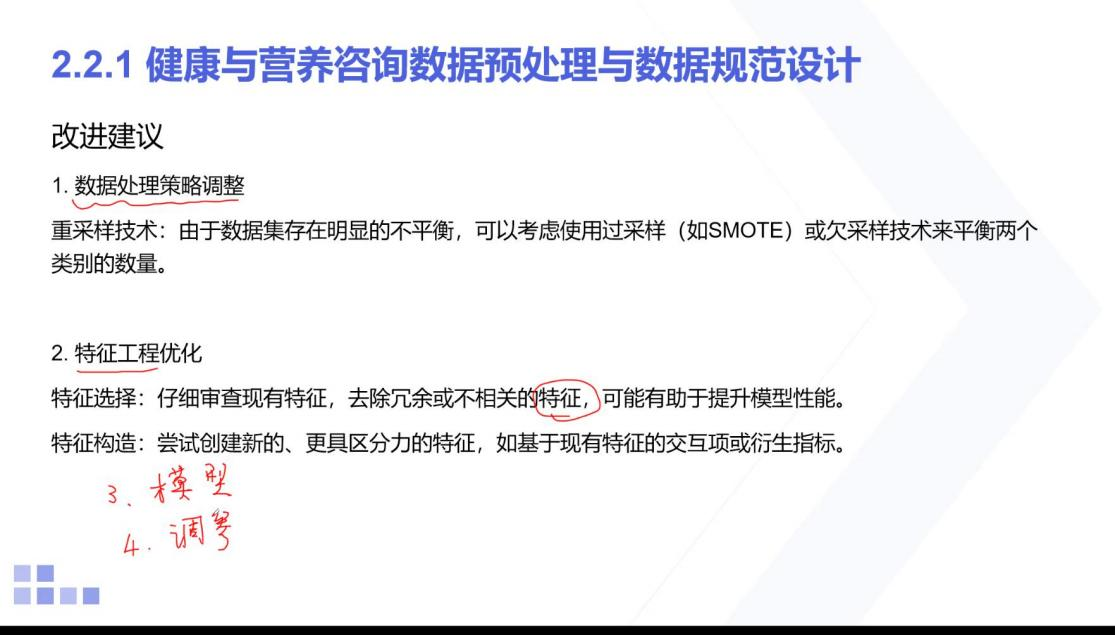 2.2.1 健康与营养咨询数据预处理与数据规范设计
改进建议
1. 数据处理策略调整
重采样技术：由于数据集存在明显的不平衡，可以考虑使用过采样（如SMOTE）或欠采样技术来平衡两个
类别的数量。
2. 特征工程优化
特征选择：仔细审查现有特征，去除冗余或不相关的特征，可能有助于提升模型性能。
特征构造：尝试创建新的、更具区分力的特征，如基于现有特征的交互项或衍生指标。
3、模型
4. 调参